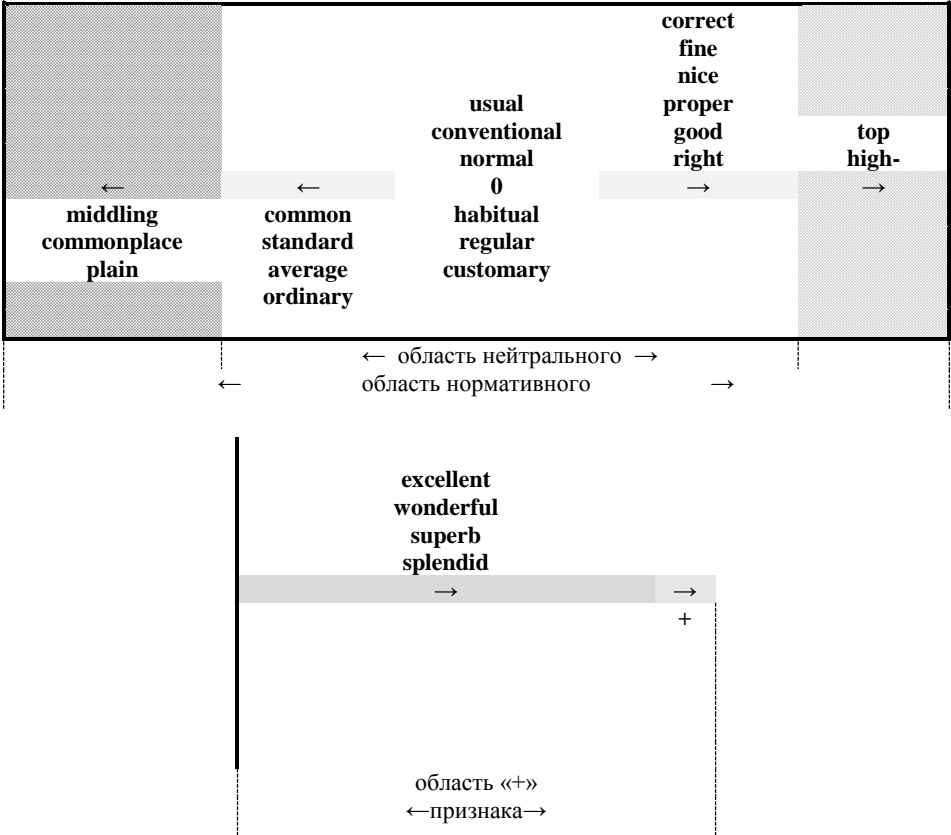 correct
fine
nice
usual proper
conventional good top
normal right high-
← ← 0 → →
middling common habitual
commonplace standard regular
plain average customary
ordinary
← область нейтрального →
← область нормативного →
excellent
wonderful
superb
splendid
→ →
+
область «+»
←признака→